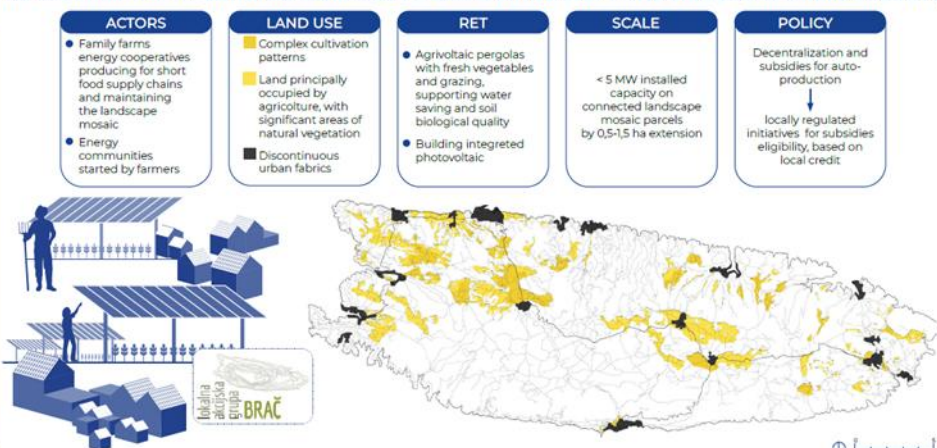 ACTORS
Family farms
energy cooperatives
producing for short
food supply chains
and maintaining
the landscape
mosaic
Energy
communities
started by farmers
LAND USE
Complex cultivation
patterns
Land principally
occupied by
agriculture, with
significant areas of
natural vegetation
Discontinuous
urban fabrics
RET
Agrivoltaic pergolas
with fresh vegetables
and grazing,
supporting water
saving and soil
biological quality
Building integreted
photovoltaic
SCALE
< 5 MW installed
capacity on
connected landscape
mosaic parcels
by 0,5-1,5 ha extension
POLICY
Decentralization and
subsidies for auto-
production
locally regulated
initiatives for subsidies
eligibility, based on
local credit
lokalna
akcijska
grupa
BRAČ